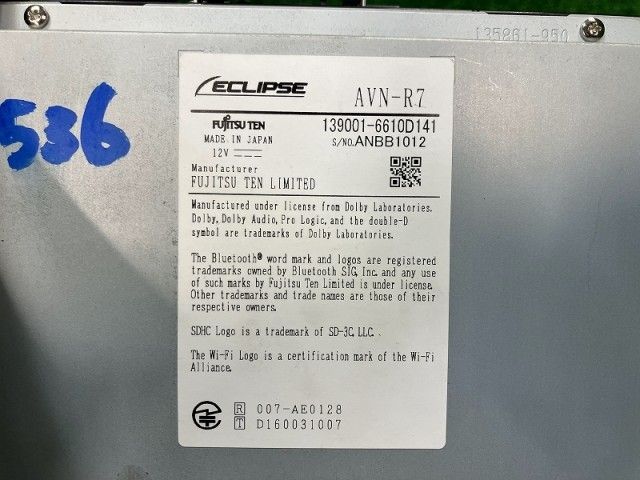 135861-950
536
ECLIPSE
AVN-R7
FUJITSU TEN
139001-6610D141
MADE IN JAPAN
S/NO. ANBB1012
12V
Manufacturer
FUJITSU TEN LIMITED
Manufactured under license from Dolby Laboratories.
Dolby, Dolby Audio, Pro Logic, and the double-D
symbol are trademarks of Dolby Laboratories.
The Bluetooth® word mark and logos are registered
trademarks owned by Bluetooth SIG, Inc. and any use
of such marks by Fujitsu Ten Limited is under license.
Other trademarks and trade names are those of their
respective owners.
SDHC Logo is a trademark of SD-3C, LLC.
The Wi-Fi Logo is a certification mark of the Wi-Fi
Alliance.
R 007-AE0128
T D160031007